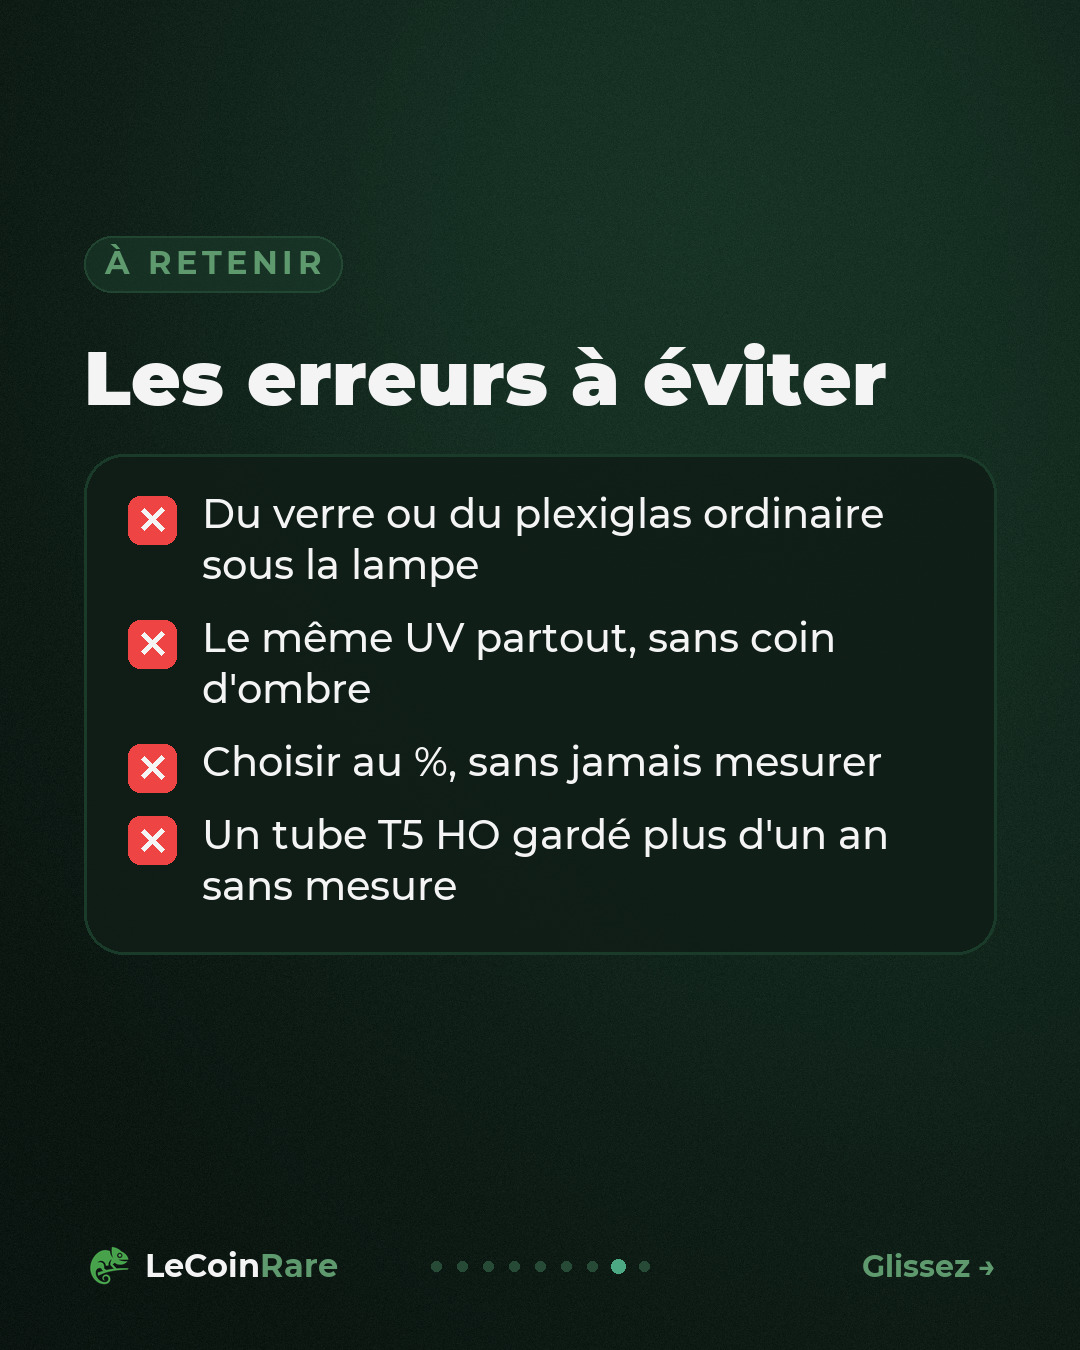 À RETENIR
Les erreurs à éviter
Du verre ou du plexiglas ordinaire
sous la lampe
Le même UV partout, sans coin
d'ombre
Choisir au %, sans jamais mesurer
Un tube T5 HO gardé plus d'un an
sans mesure
LeCoinRare
Glissez →